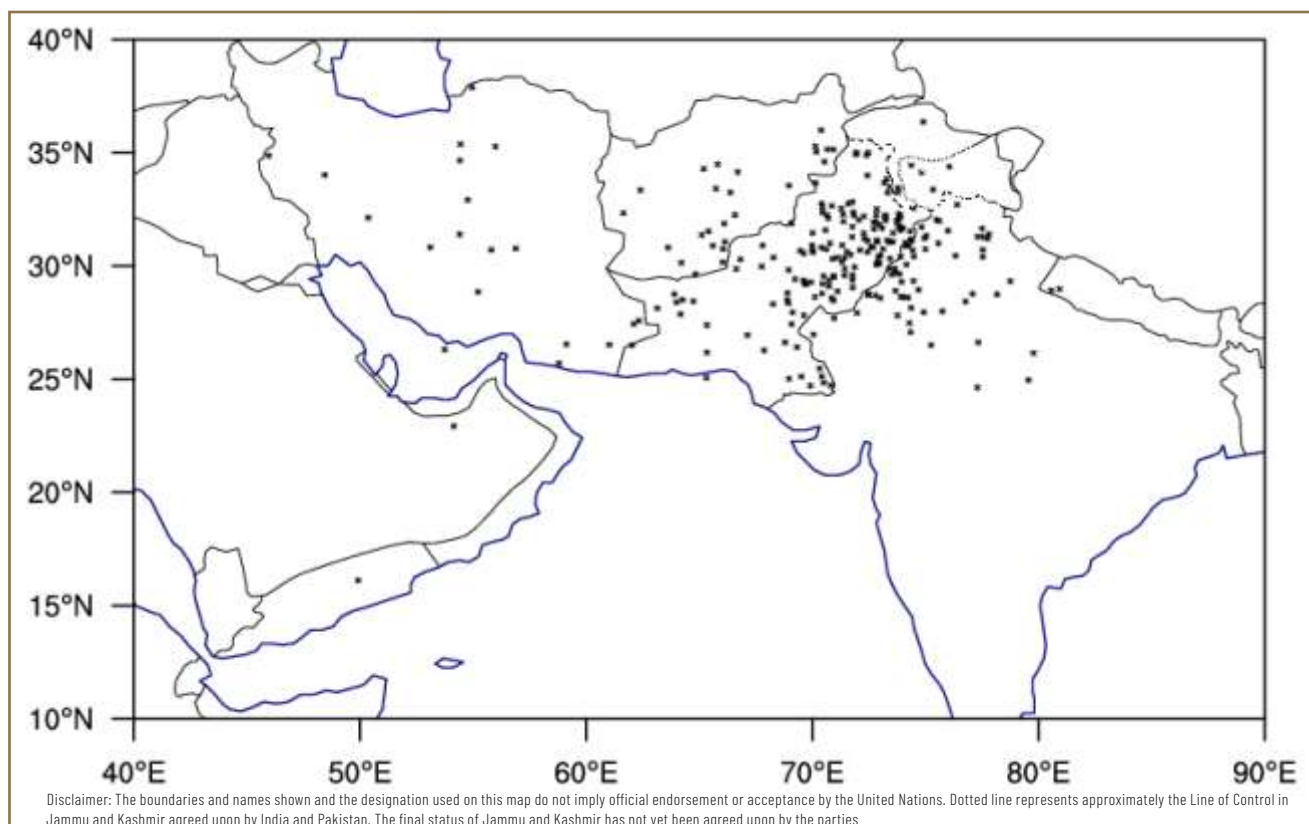 40°N
35°N
30°N
25°N
20°N
15°N
10°N
40°E 50°E 60°E 70°E 80°E 90°E
Disclaimer: The boundaries and names shown and the designation used on this map do not imply official endorsement or acceptance by the United Nations. Dotted line represents approximately the Line of Control in
Jammu and Kashmir agreed upon by India and Pakistan. The final status of Jammu and Kashmir has not yet been agreed upon by the parties